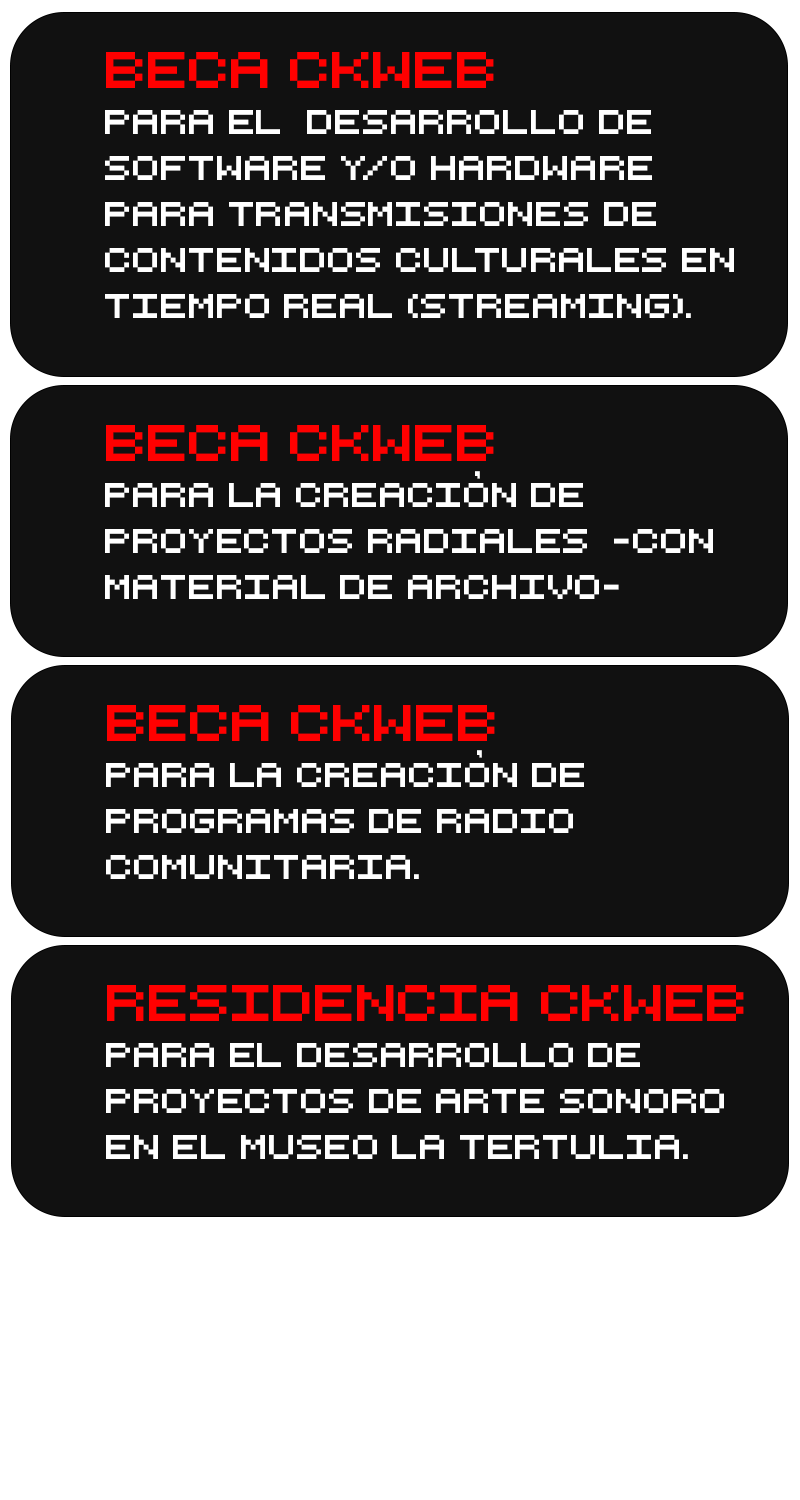 BECA CKWEB
PARA EL  DESARROLLO DE
SOFTWARE Y/O HARDWARE
PARA TRANSMISIONES DE
CONTENIDOS CULTURALES EN
TIEMPO REAL (STREAMING).
BECA CKWEB
PARA LA CREACIÓN DE
PROYECTOS RADIALES  -CON
MATERIAL DE ARCHIVO-
BECA CKWEB
PARA LA CREACIÓN DE
PROGRAMAS DE RADIO
COMUNITARIA.
RESIDENCIA CKWEB
PARA EL DESARROLLO DE
PROYECTOS DE ARTE SONORO
EN EL MUSEO LA TERTULIA.